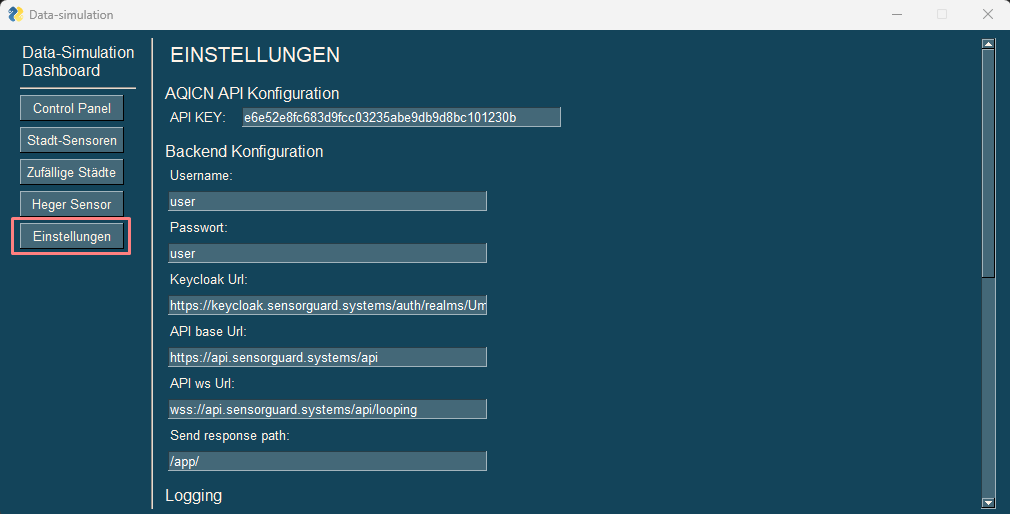 Data-simulation
Data-Simulation
Dashboard
Control Panel
Stadt-Sensoren
Zufällige Städte
Heger Sensor
Einstellungen
EINSTELLUNGEN
AQICN API Konfiguration
API KEY: e6e52e8fc683d9fcc03235abe9db9d8bc101230b
Backend Konfiguration
Username:
user
Passwort:
user
Keycloak Url:
https://keycloak.sensorguard.systems/auth/realms/Um
API base Url:
https://api.sensorguard.systems/api
API ws Url:
wss://api.sensorguard.systems/api/looping
Send response path:
/app/
Logging